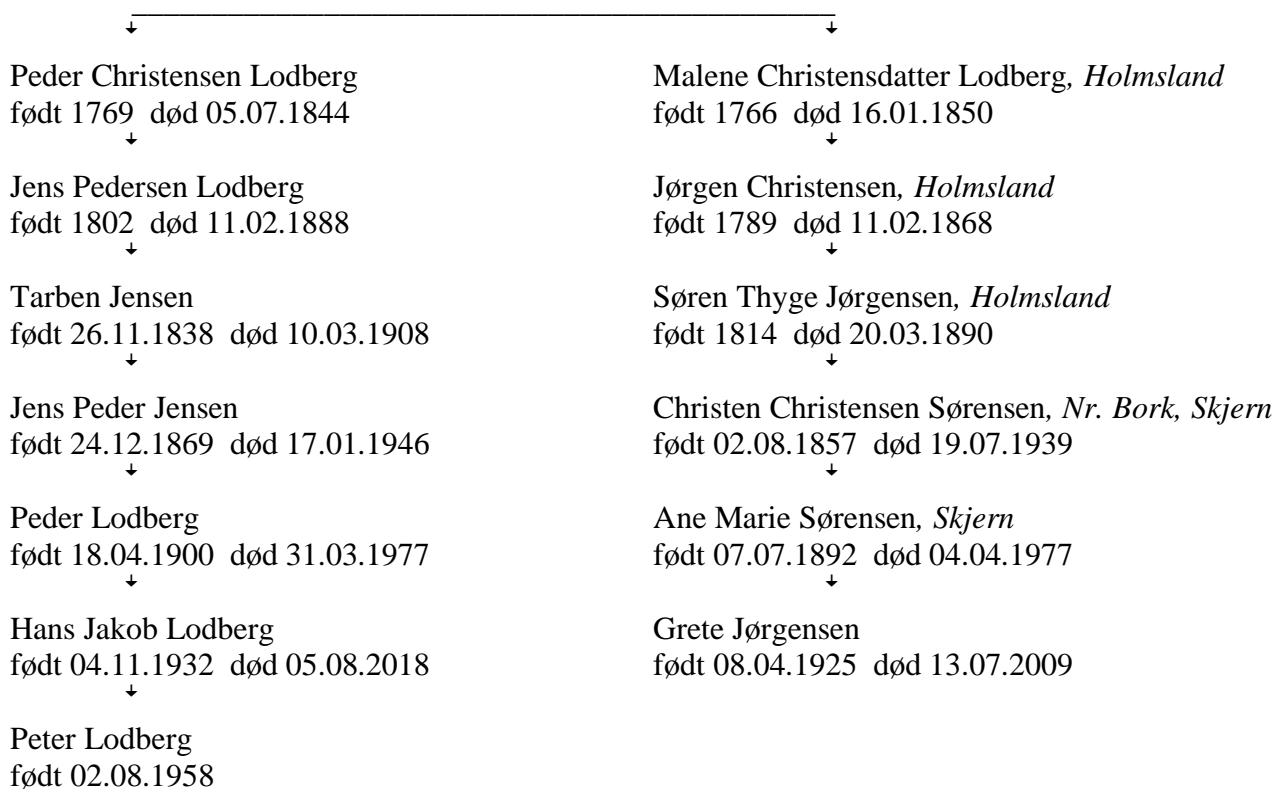 Peder Christensen Lodberg
født 1769 død 05.07.1844
Jens Pedersen Lodberg
født 1802 død 11.02.1888
Tarben Jensen
født 26.11.1838 død 10.03.1908
Jens Peder Jensen
født 24.12.1869 død 17.01.1946
Peder Lodberg
født 18.04.1900 død 31.03.1977
Hans Jakob Lodberg
født 04.11.1932 død 05.08.2018
Peter Lodberg
født 02.08.1958
Malene Christensdatter Lodberg, Holmsland
født 1766 død 16.01.1850
Jørgen Christensen, Holmsland
født 1789 død 11.02.1868
Søren Thyge Jørgensen, Holmsland
født 1814 død 20.03.1890
Christen Christensen Sørensen, Nr. Bork, Skjern
født 02.08.1857 død 19.07.1939
Ane Marie Sørensen, Skjern
født 07.07.1892 død 04.04.1977
Grete Jørgensen
født 08.04.1925 død 13.07.2009